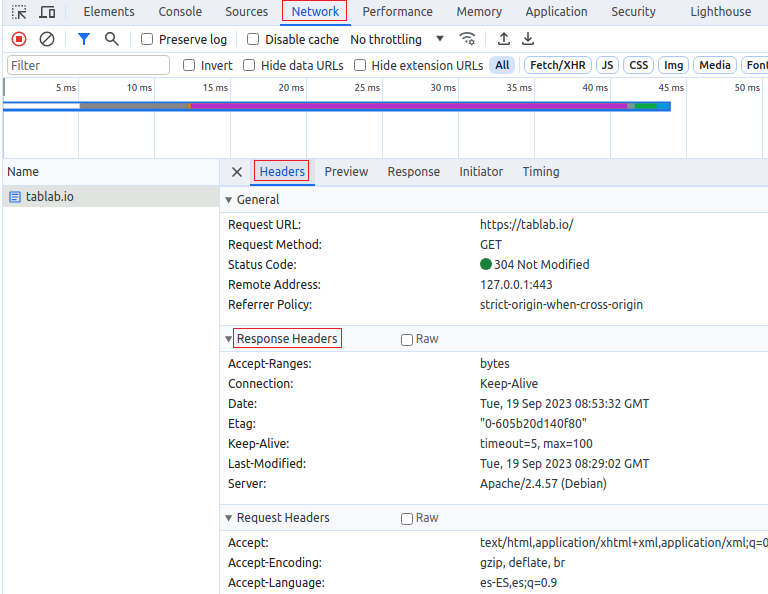 Elements Console Sources Network Performance Memory Application Security Lighthouse
Preserve log Disable cache No throttling
Filter Invert Hide data URLs Hide extension URLs All Fetch/XHR JS CSS Img Media Font
5 ms 10 ms 15 ms 20 ms 25 ms 30 ms 35 ms 40 ms 45 ms 50 ms
Name Headers Preview Response Initiator Timing
tablab.io
General
Request URL: https://tablab.io/
Request Method: GET
Status Code: 304 Not Modified
Remote Address: 127.0.0.1:443
Referrer Policy: strict-origin-when-cross-origin
Response Headers Raw
Accept-Ranges: bytes
Connection: Keep-Alive
Date: Tue, 19 Sep 2023 08:53:32 GMT
Etag: "0-605b20d140f80"
Keep-Alive: timeout=5, max=100
Last-Modified: Tue, 19 Sep 2023 08:29:02 GMT
Server: Apache/2.4.57 (Debian)
Request Headers Raw
Accept: text/html,application/xhtml+xml,application/xml;q=0
Accept-Encoding: gzip, deflate, br
Accept-Language: es-ES,es;q=0.9